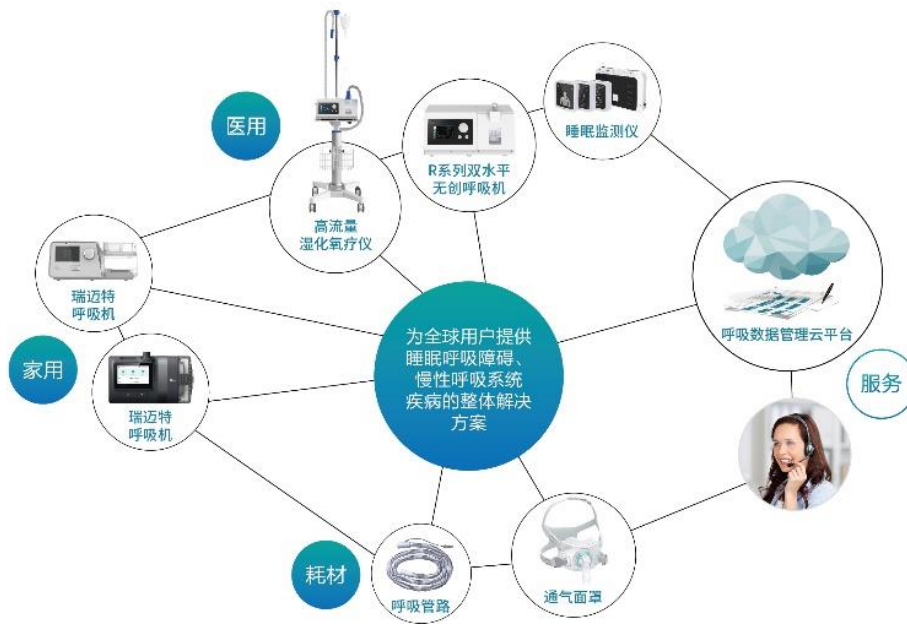 医用
高流量
湿化氧疗仪
R系列双水平
无创呼吸机
睡眠监测仪
瑞迈特
呼吸机
家用
瑞迈特
呼吸机
为全球用户提供
睡眠呼吸障碍、
慢性呼吸系统
疾病的整体解决
方案
呼吸数据管理云平台
服务
耗材
呼吸管路
通气面罩